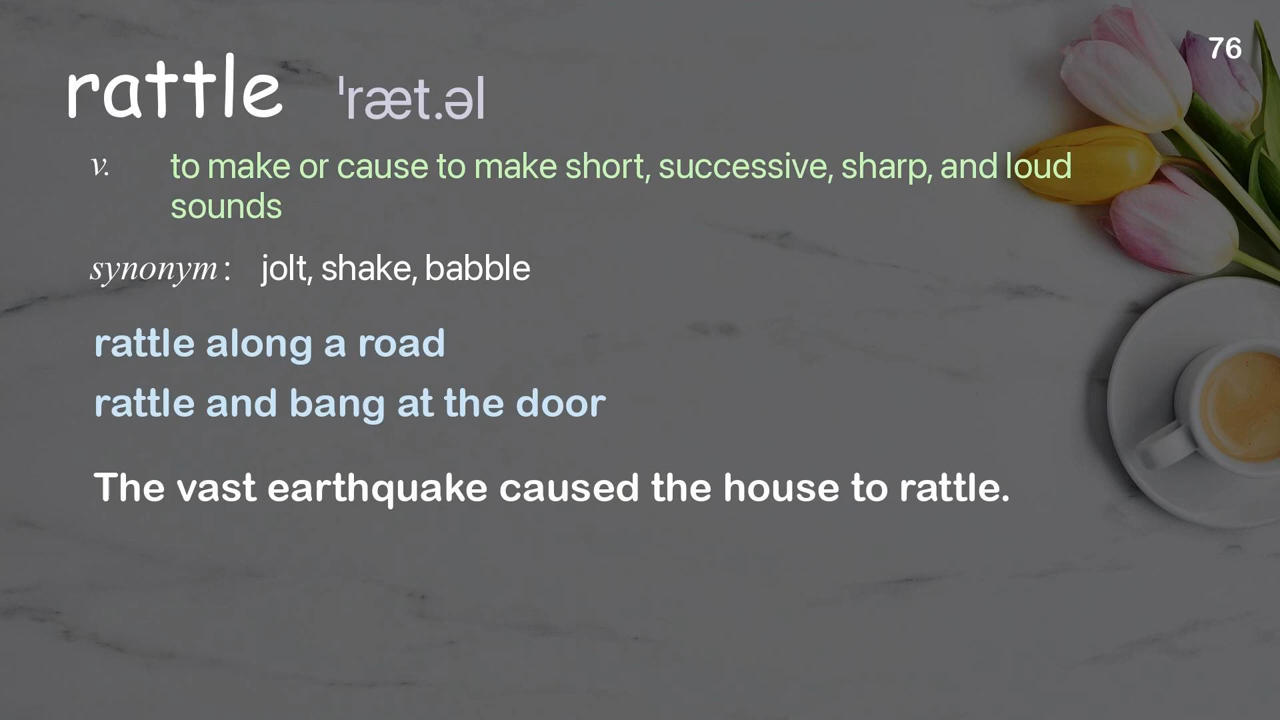 76
rattle ˈræt.əl
v. to make or cause to make short, successive, sharp, and loud
sounds
synonym: jolt, shake, babble
rattle along a road
rattle and bang at the door
The vast earthquake caused the house to rattle.